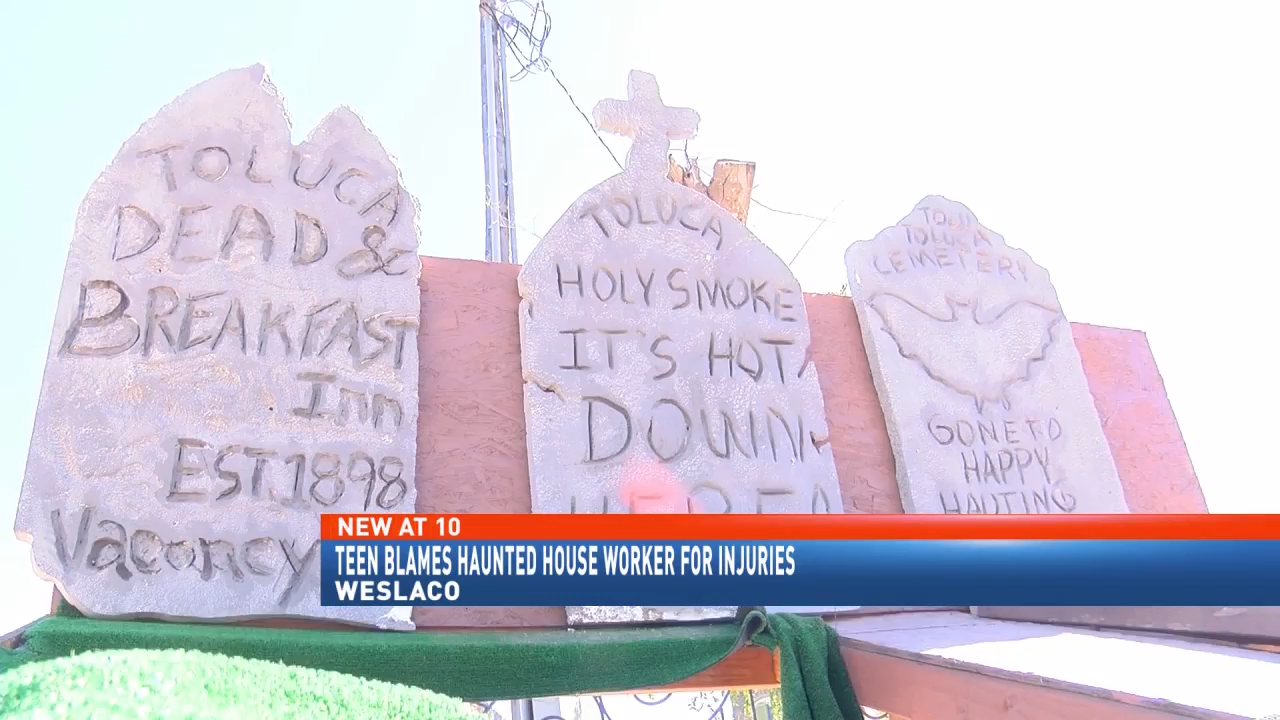 TOLUCA
DEAD &
BREAKFAST
Inn
EST.1898
Vacancy
TOLUCA
HOLY SMOKE
IT'S HOT
DOWN
TOLUCA
CEMETERY
GONE TO
HAPPY
HAUTING
NEW AT 10
TEEN BLAMES HAUNTED HOUSE WORKER FOR INJURIES
WESLACO